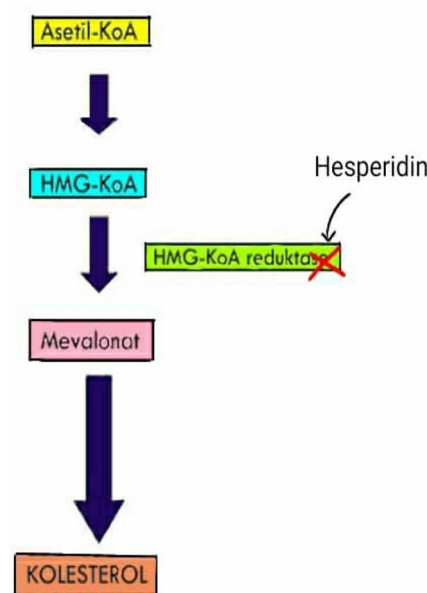 Asetil-KoA
HMG-KoA
Hesperidin
HMG-KoA reduktase
Mevalonat
KOLESTEROL